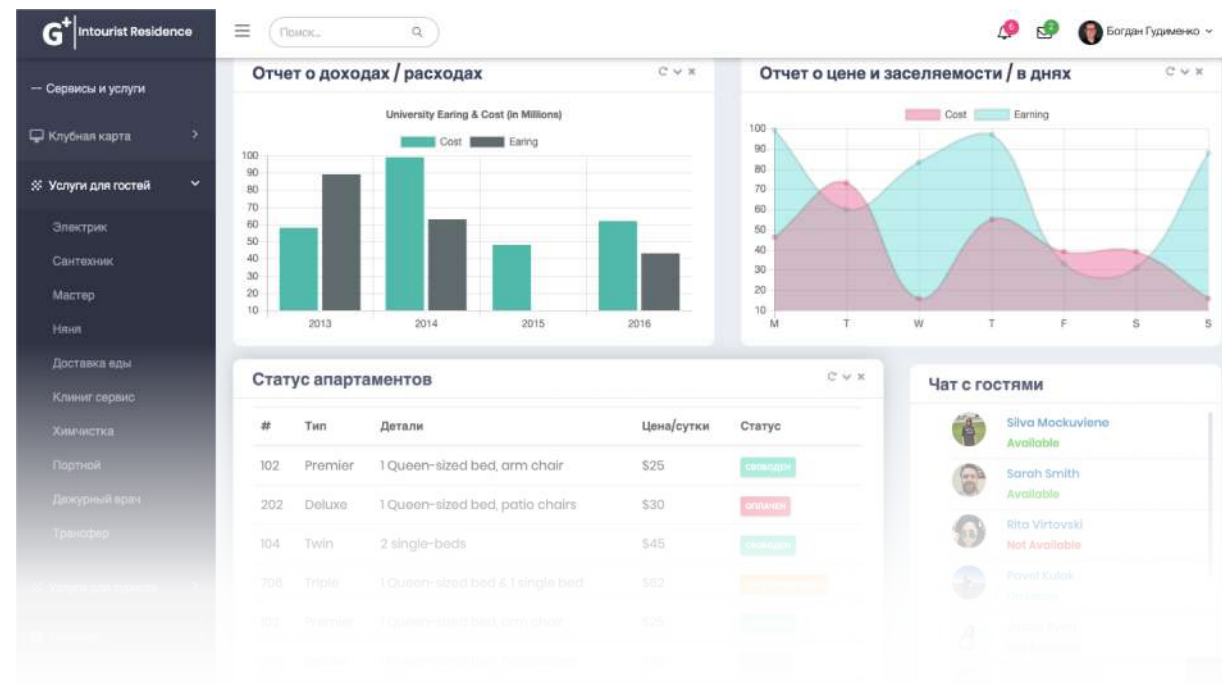 G+ Intourist Residence
Поиск...
6
2
Богдан Гудименко
— Сервисы и услуги
Клубная карта
Услуги для гостей
Электрик
Сантехник
Мастер
Няня
Доставка еды
Клининг сервис
Химчистка
Портной
Дежурный врач
Трансфер
Отчет о доходах / расходах
University Earing & Cost (in Millions)
Cost Earing
100
90
80
70
60
50
40
30
20
10
2013 2014 2015 2016
Отчет о цене и заселяемости / в днях
Cost Earning
100
90
80
70
60
50
40
30
20
10
M T W T F S S
Статус апартаментов
# Тип Детали Цена/сутки Статус
102 Premier 1 Queen-sized bed, arm chair $25 СВОБОДЕН
202 Deluxe 1 Queen-sized bed, patio chairs $30 ОПЛАЧЕН
104 Twin 2 single-beds $45 СВОБОДЕН
708 Triple 1 Queen-sized bed & 1 single bed $62
102 Premier 1 Queen-sized bed, arm chair $25
Чат с гостями
Silva Mockuviene
Available
Sarah Smith
Available
Rita Virtovski
Not Available
Pavel Kulak